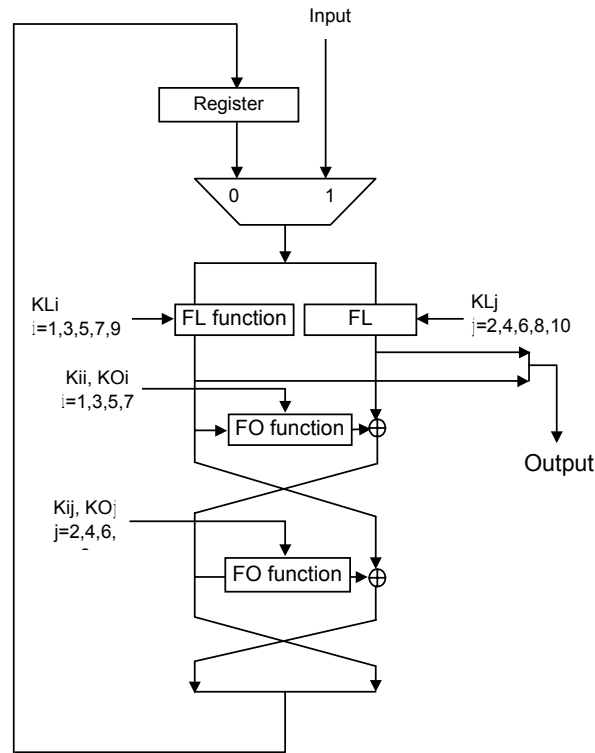 Input
Register
0 1
KLi
i=1,3,5,7,9
FL function
FL
KLj
j=2,4,6,8,10
Kii, KOi
i=1,3,5,7
FO function
Output
Kij, KOj
j=2,4,6,
FO function